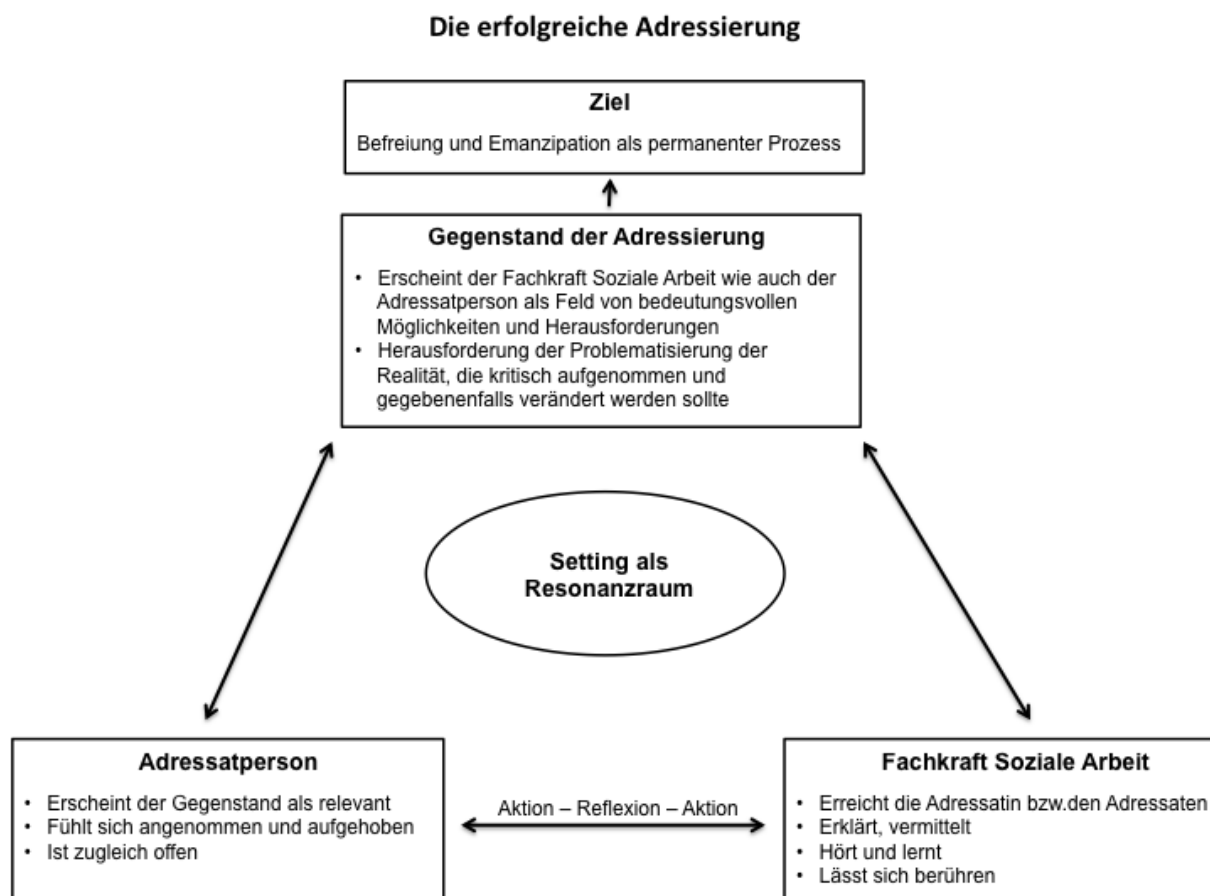 Die erfolgreiche Adressierung
Ziel
Befreiung und Emanzipation als permanenter Prozess
Gegenstand der Adressierung
• Erscheint der Fachkraft Soziale Arbeit wie auch der
Adressatperson als Feld von bedeutungsvollen
Möglichkeiten und Herausforderungen
• Herausforderung der Problematisierung der
Realität, die kritisch aufgenommen und
gegebenenfalls verändert werden sollte
Setting als
Resonanzraum
Adressatperson
• Erscheint der Gegenstand als relevant
• Fühlt sich angenommen und aufgehoben
• Ist zugleich offen
Aktion – Reflexion – Aktion
Fachkraft Soziale Arbeit
• Erreicht die Adressatin bzw.den Adressaten
• Erklärt, vermittelt
• Hört und lernt
• Lässt sich berühren